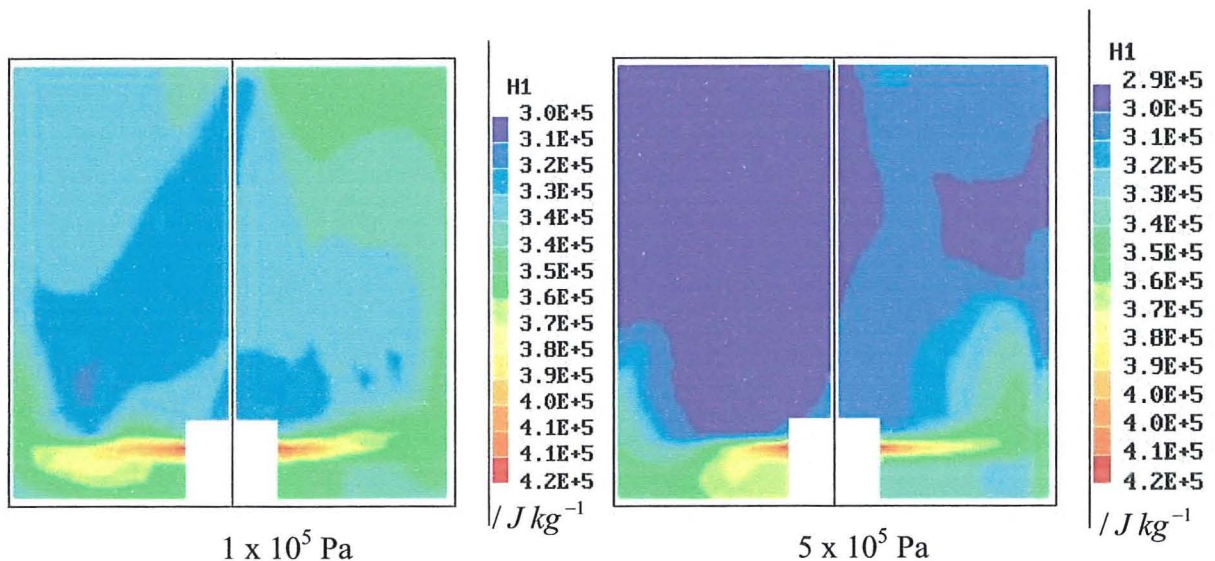 H1
3.0E+5
3.1E+5
3.2E+5
3.3E+5
3.4E+5
3.4E+5
3.5E+5
3.6E+5
3.7E+5
3.8E+5
3.9E+5
4.0E+5
4.1E+5
4.1E+5
4.2E+5
/ J kg⁻¹
1 x 10⁵ Pa
H1
2.9E+5
3.0E+5
3.1E+5
3.2E+5
3.3E+5
3.4E+5
3.5E+5
3.6E+5
3.7E+5
3.8E+5
3.9E+5
4.0E+5
4.0E+5
4.1E+5
4.2E+5
/ J kg⁻¹
5 x 10⁵ Pa